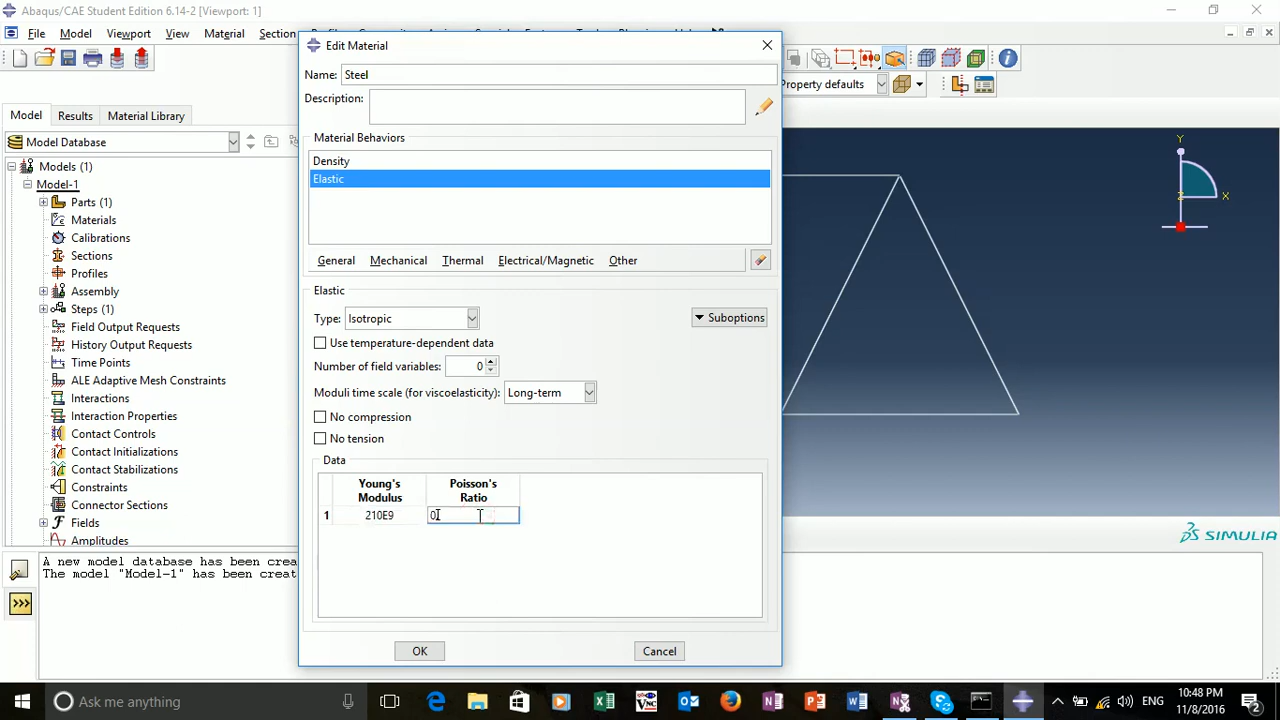 Abaqus/CAE Student Edition 6.14-2 [Viewport: 1]
File Model Viewport View Material Section
Property defaults
Edit Material
Name: Steel
Description:
Material Behaviors
Density
Elastic
General Mechanical Thermal Electrical/Magnetic Other
Elastic
Type: Isotropic
Suboptions
Use temperature-dependent data
Number of field variables: 0
Moduli time scale (for viscoelasticity): Long-term
No compression
No tension
Data
Young's Modulus
Poisson's Ratio
1 210E9 0
OK Cancel
Model Results Material Library
Model Database
Models (1)
Model-1
Parts (1)
Materials
Calibrations
Sections
Profiles
Assembly
Steps (1)
Field Output Requests
History Output Requests
Time Points
ALE Adaptive Mesh Constraints
Interactions
Interaction Properties
Contact Controls
Contact Initializations
Contact Stabilizations
Constraints
Connector Sections
Fields
Amplitudes
Y
Z
X
SIMULIA
A new model database has been crea
The model "Model-1" has been creat
>>>
Ask me anything
ENG
10:48 PM
11/8/2016
2